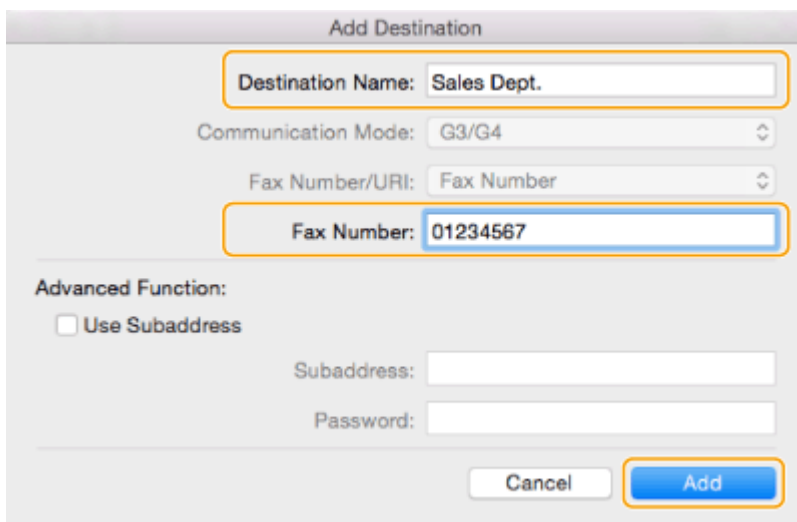 Add Destination
Destination Name: Sales Dept.
Communication Mode: G3/G4
Fax Number/URI: Fax Number
Fax Number: 01234567
Advanced Function:
Use Subaddress
Subaddress:
Password:
Cancel Add